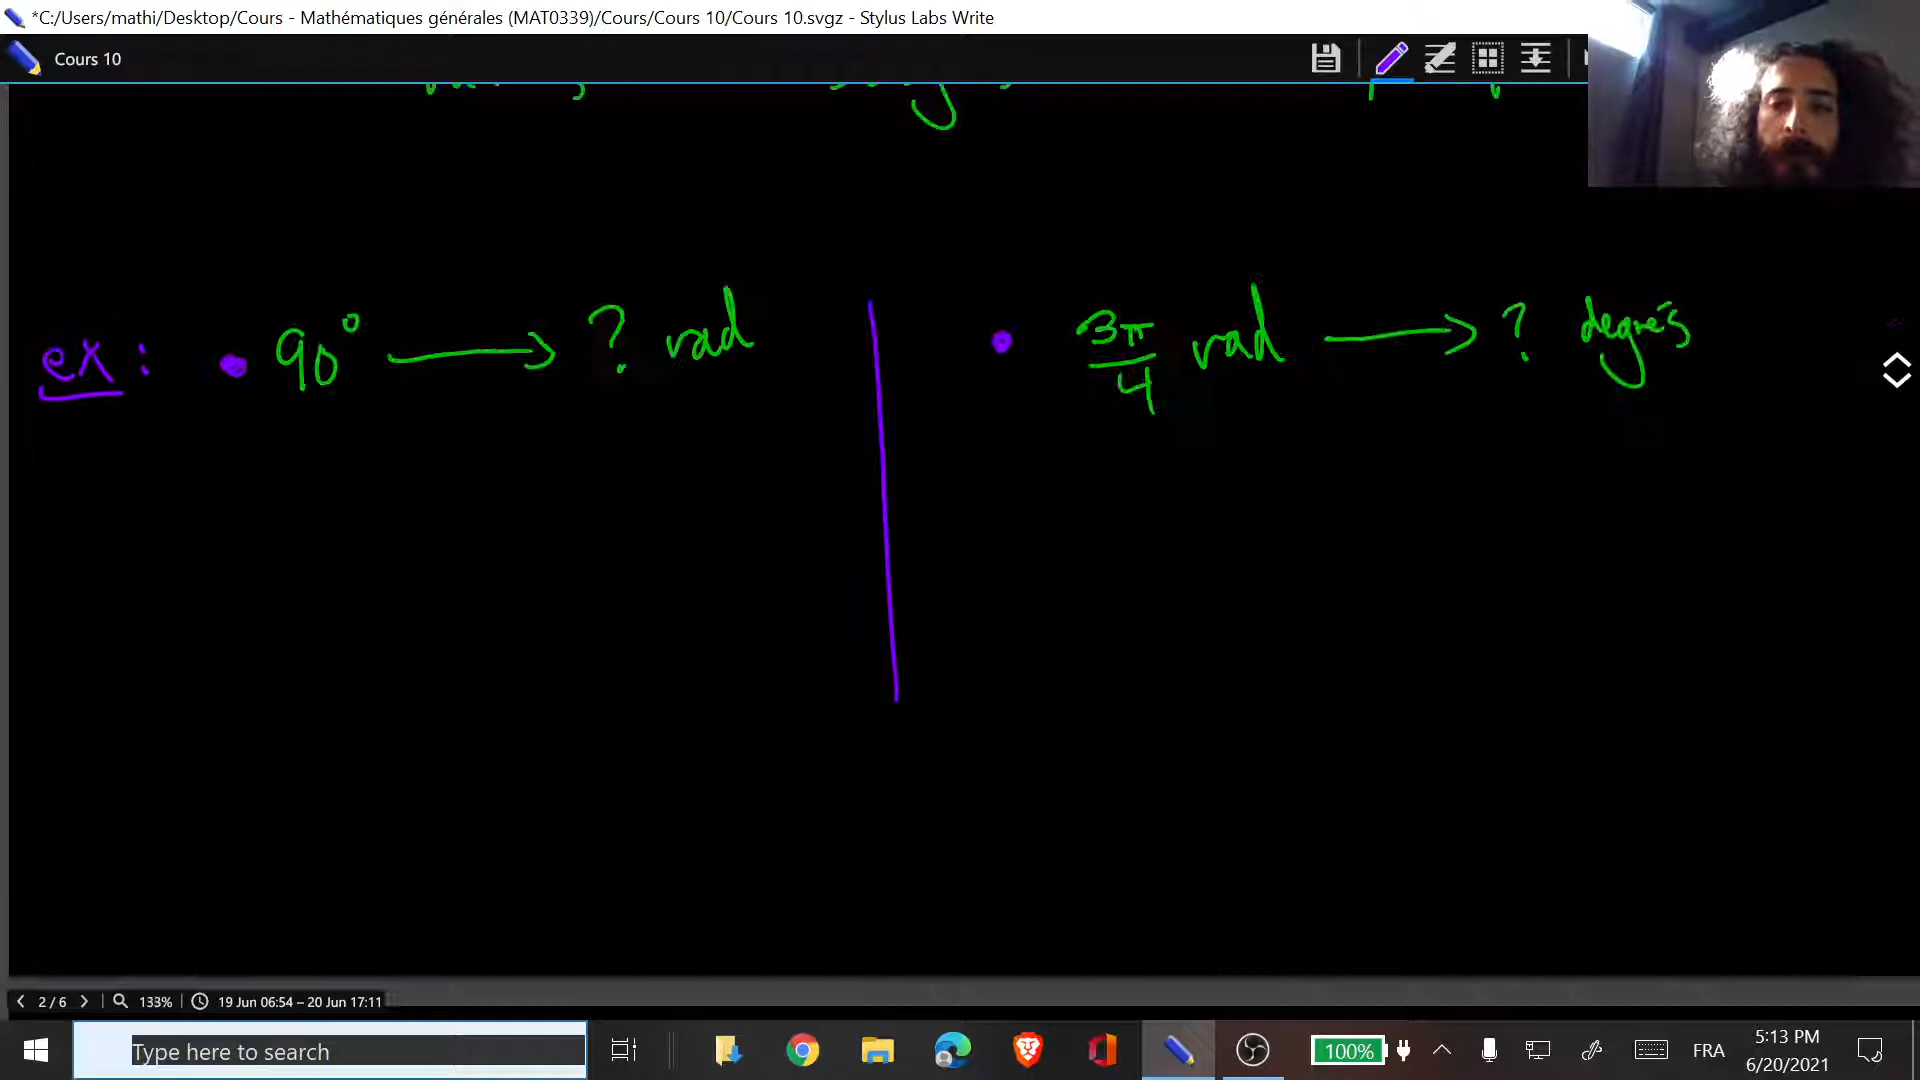 *C:/Users/mathi/Desktop/Cours - Mathématiques générales (MAT0339)/Cours/Cours 10/Cours 10.svgz - Stylus Labs Write
Cours 10
ex : • 90° → ? rad
• 3π/4 rad → ? degrés
2 / 6
133%
19 Jun 06:54 – 20 Jun 17:11
Type here to search
100%
FRA
5:13 PM
6/20/2021